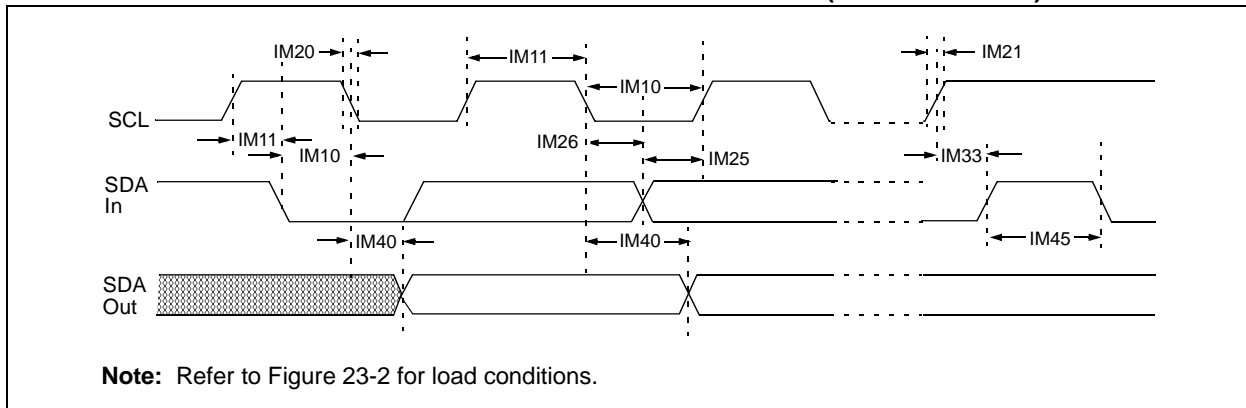 IM20
IM11
IM21
IM10
SCL
IM11
IM26
IM10
IM25
IM33
SDA
In
IM40
IM40
IM45
SDA
Out
Note: Refer to Figure 23-2 for load conditions.